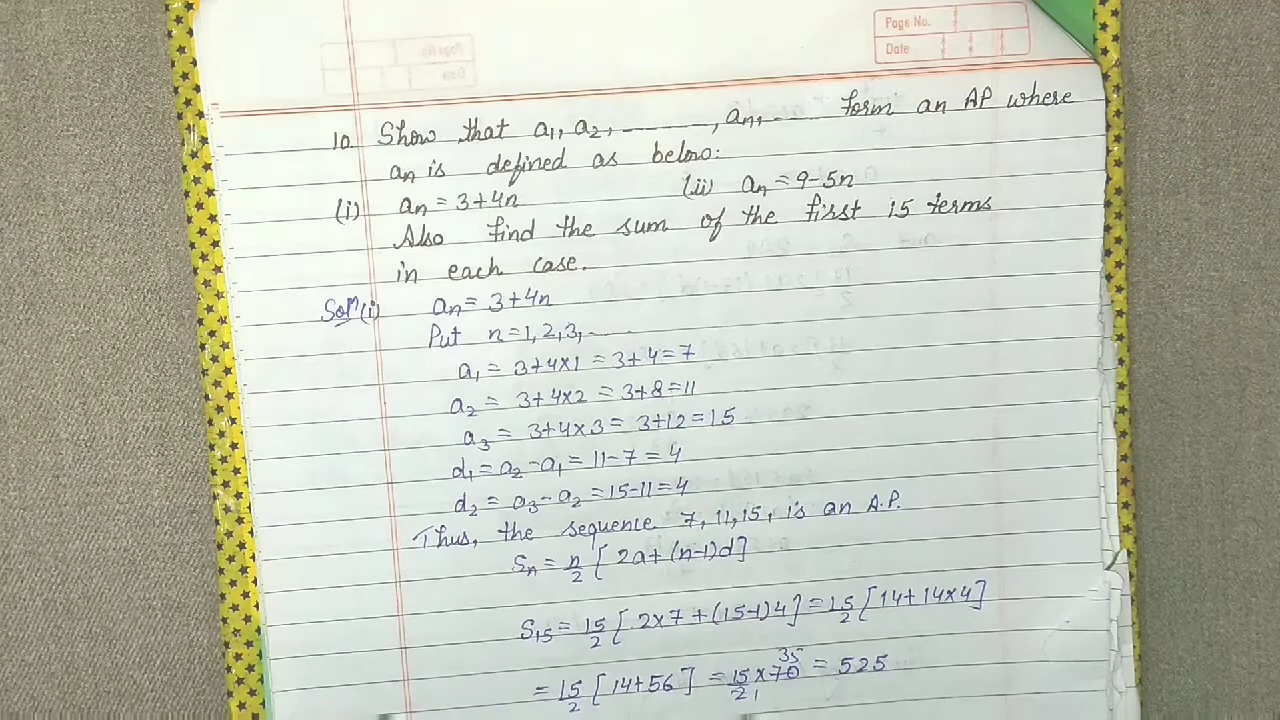 Page No.
Date
10. Show that a₁, a₂, ------, aₙ, --- form an AP where
aₙ is defined as below:
(i) aₙ = 3+4n (ii) aₙ = 9-5n
Also find the sum of the first 15 terms
in each case.
Solⁿ (i) aₙ = 3+4n
Put n=1,2,3,----
a₁ = 3+4×1 = 3+4=7
a₂ = 3+4×2 = 3+8=11
a₃ = 3+4×3 = 3+12=15
d₁ = a₂-a₁ = 11-7 = 4
d₂ = a₃-a₂ = 15-11=4
Thus, the sequence 7, 11, 15, is an A.P.
Sₙ = n/2 [2a+(n-1)d]
S₁₅ = 15/2 [2×7+(15-1)4] = 15/2 [14+14×4]
= 15/2 [14+56] = 15/2 1 ×70 35 = 525